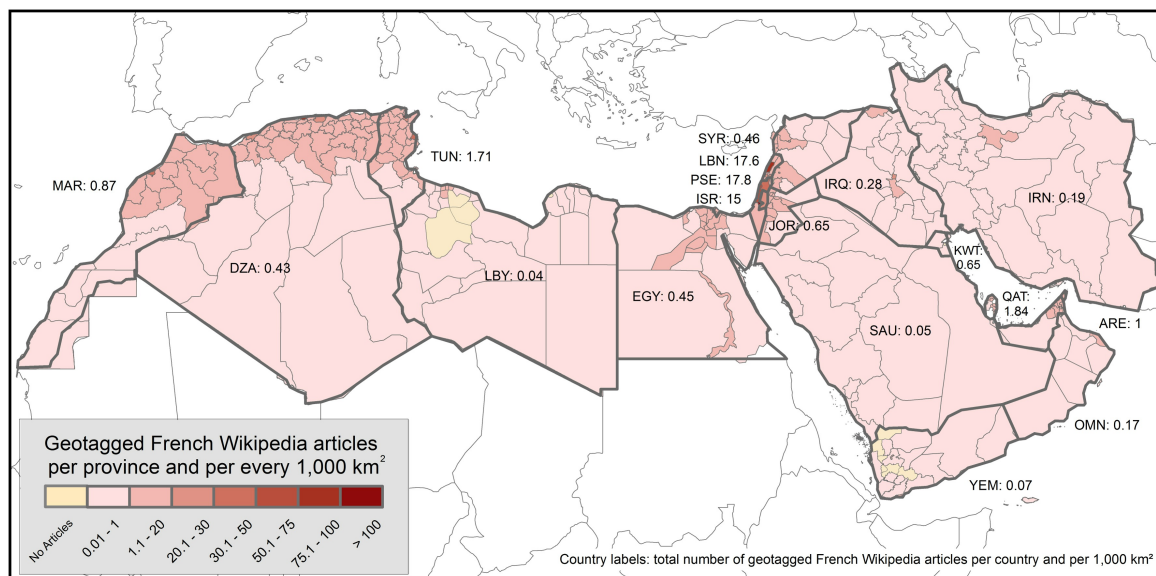 SYR: 0.46
LBN: 17.6
TUN: 1.71
PSE: 17.8
MAR: 0.87
IRQ: 0.28
ISR: 15
IRN: 0.19
JOR: 0.65
KWT:
0.65
DZA: 0.43
LBY: 0.04
QAT:
1.84
EGY: 0.45
SAU: 0.05
ARE: 1
OMN: 0.17
YEM: 0.07
Geotagged French Wikipedia articles
per province and per every 1,000 km²
No Articles
0.01 - 1
1.1 - 20
20.1 - 30
30.1 - 50
50.1 - 75
75.1 - 100
> 100
Country labels: total number of geotagged French Wikipedia articles per country and per 1,000 km²